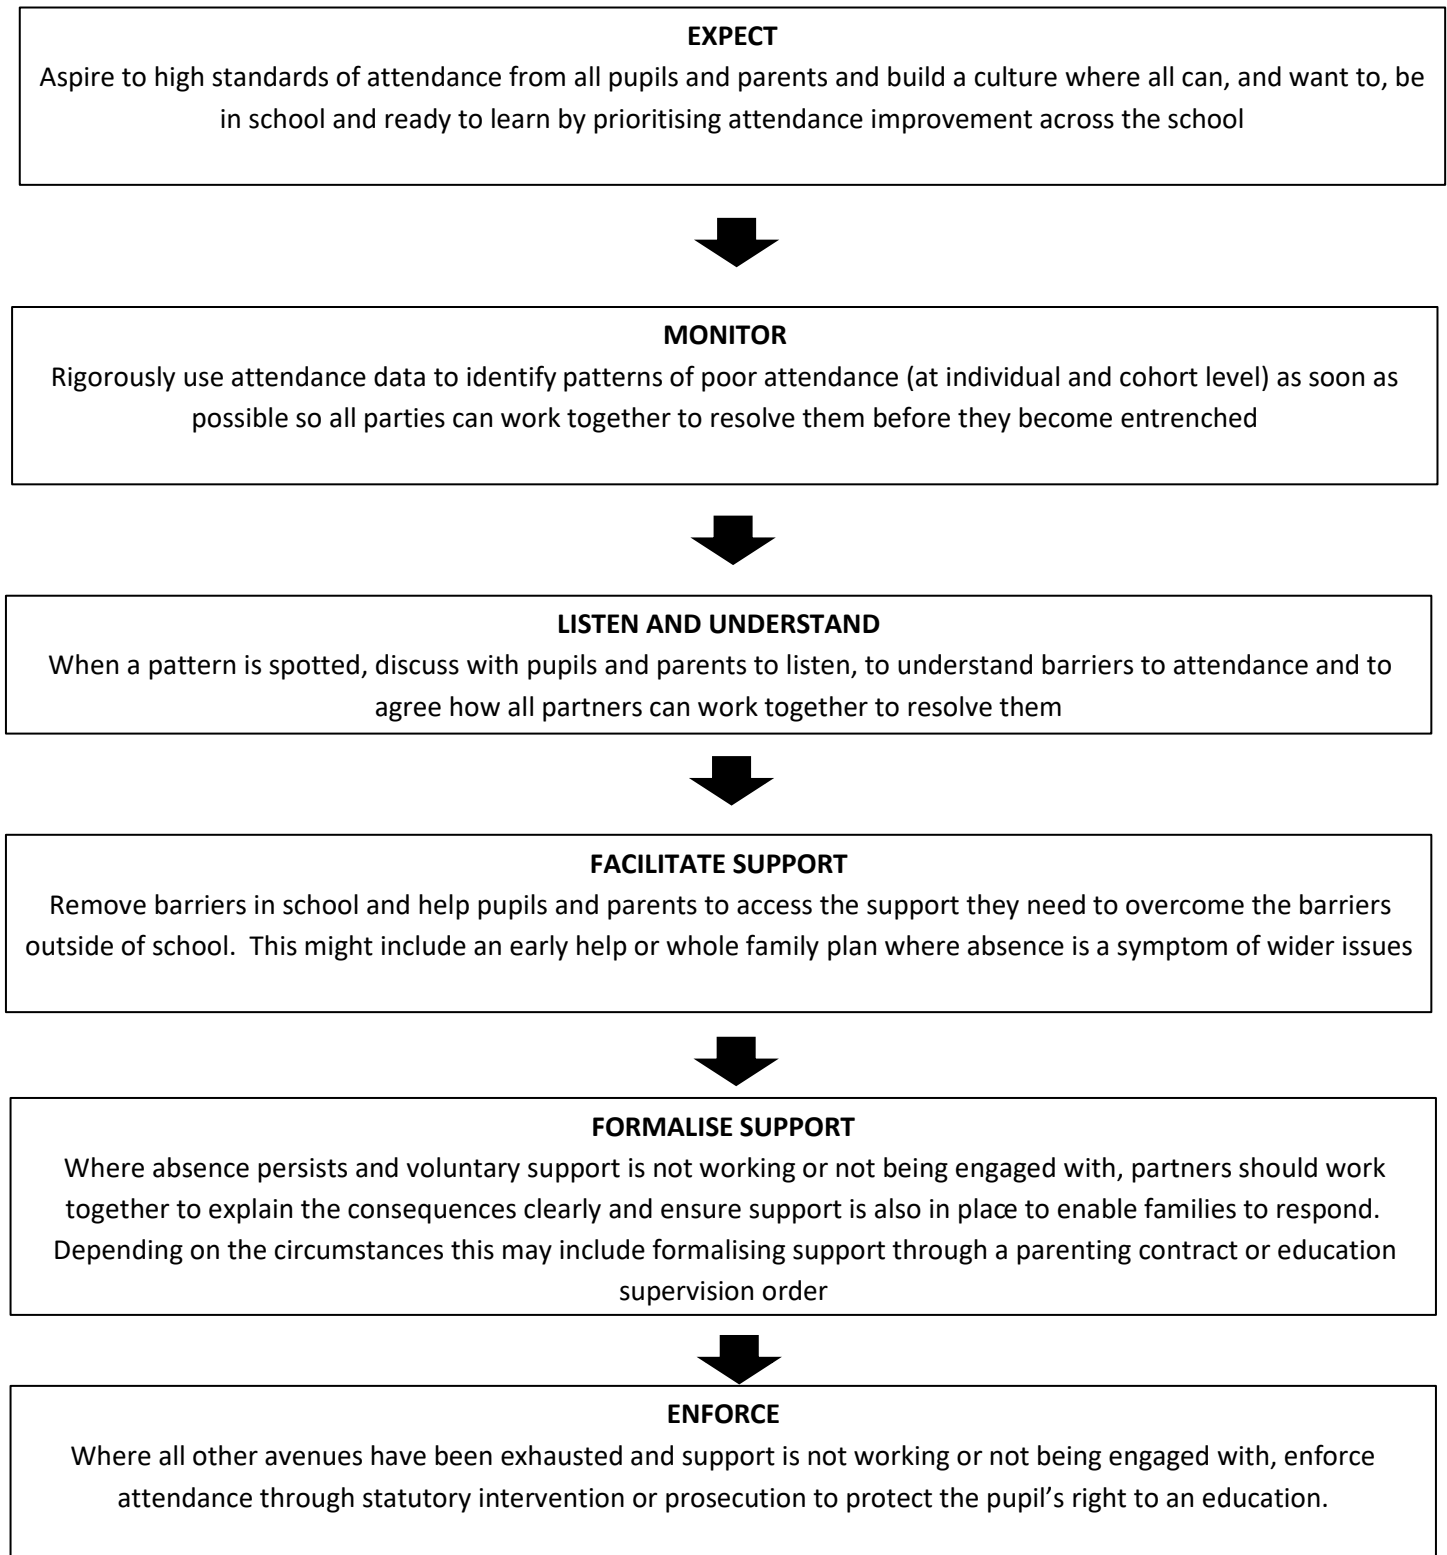 EXPECT
Aspire to high standards of attendance from all pupils and parents and build a culture where all can, and want to, be
in school and ready to learn by prioritising attendance improvement across the school
MONITOR
Rigorously use attendance data to identify patterns of poor attendance (at individual and cohort level) as soon as
possible so all parties can work together to resolve them before they become entrenched
LISTEN AND UNDERSTAND
When a pattern is spotted, discuss with pupils and parents to listen, to understand barriers to attendance and to
agree how all partners can work together to resolve them
FACILITATE SUPPORT
Remove barriers in school and help pupils and parents to access the support they need to overcome the barriers
outside of school.  This might include an early help or whole family plan where absence is a symptom of wider issues
FORMALISE SUPPORT
Where absence persists and voluntary support is not working or not being engaged with, partners should work
together to explain the consequences clearly and ensure support is also in place to enable families to respond.
Depending on the circumstances this may include formalising support through a parenting contract or education
supervision order
ENFORCE
Where all other avenues have been exhausted and support is not working or not being engaged with, enforce
attendance through statutory intervention or prosecution to protect the pupil’s right to an education.